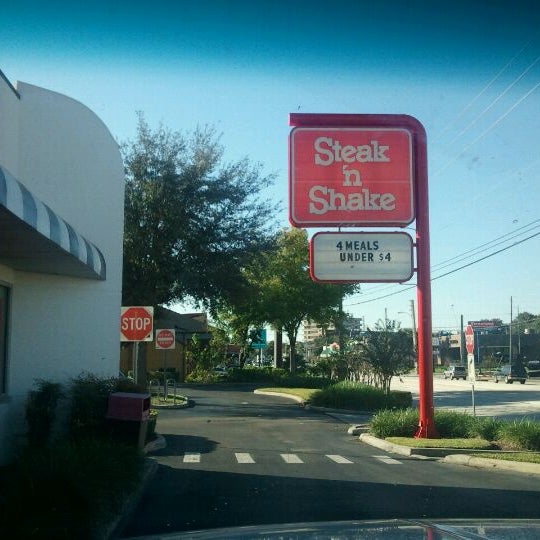 Steak
'n
Shake
4 MEALS
UNDER $4
STOP